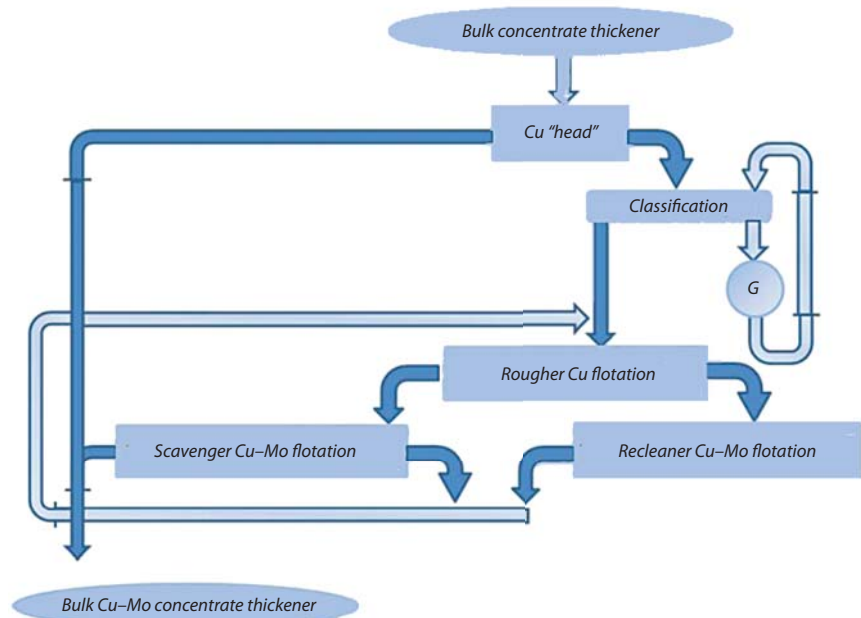 Bulk concentrate thickener
Cu “head”
Classification
G
Rougher Cu flotation
Scavenger Cu–Mo flotation
Recleaner Cu–Mo flotation
Bulk Cu–Mo concentrate thickener